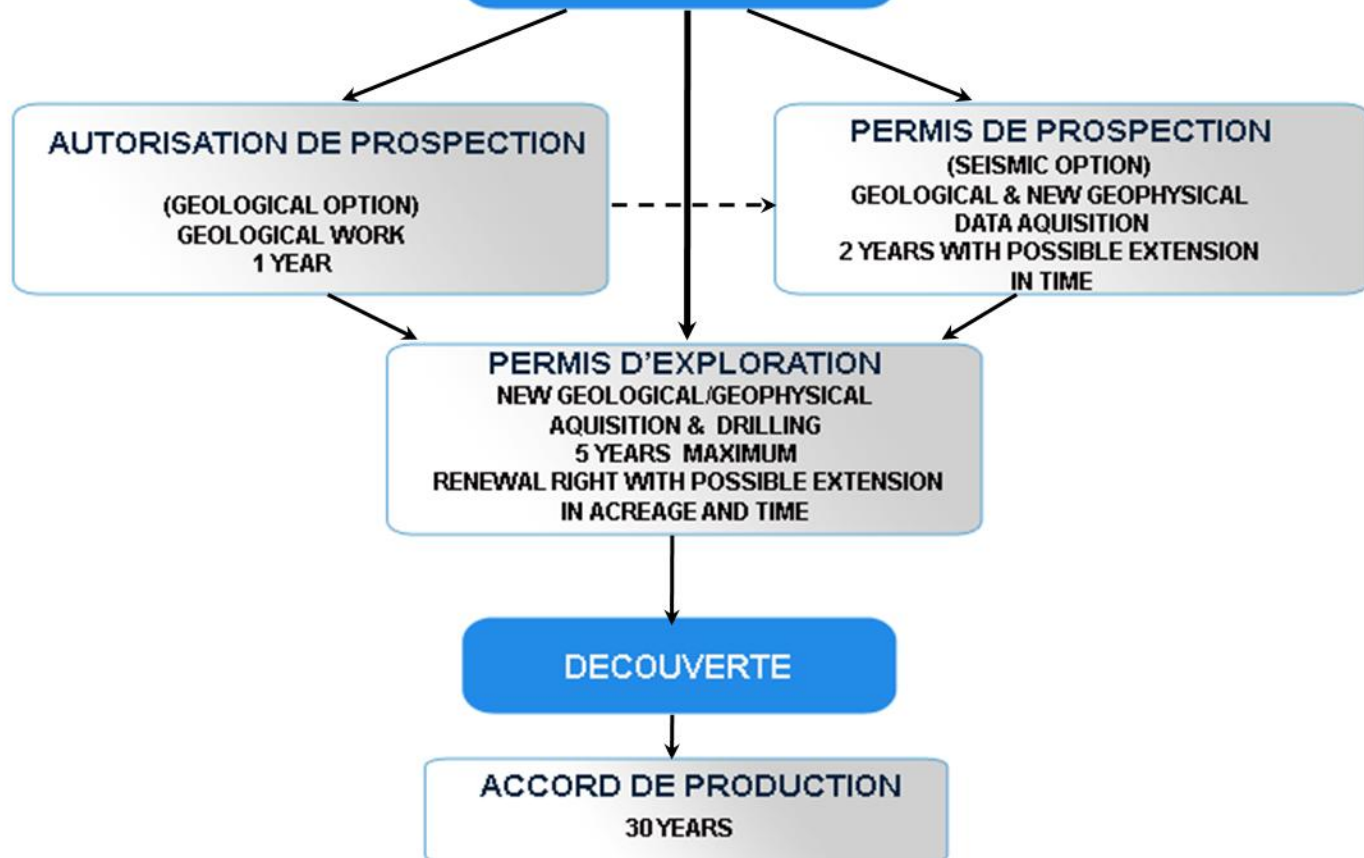 AUTORISATION DE PROSPECTION
(GEOLOGICAL OPTION)
GEOLOGICAL WORK
1 YEAR
PERMIS DE PROSPECTION
(SEISMIC OPTION)
GEOLOGICAL & NEW GEOPHYSICAL
DATA AQUISITION
2 YEARS WITH POSSIBLE EXTENSION
IN TIME
PERMIS D'EXPLORATION
NEW GEOLOGICAL/GEOPHYSICAL
AQUISITION & DRILLING
5 YEARS MAXIMUM
RENEWAL RIGHT WITH POSSIBLE EXTENSION
IN ACREAGE AND TIME
DECOUVERTE
ACCORD DE PRODUCTION
30 YEARS